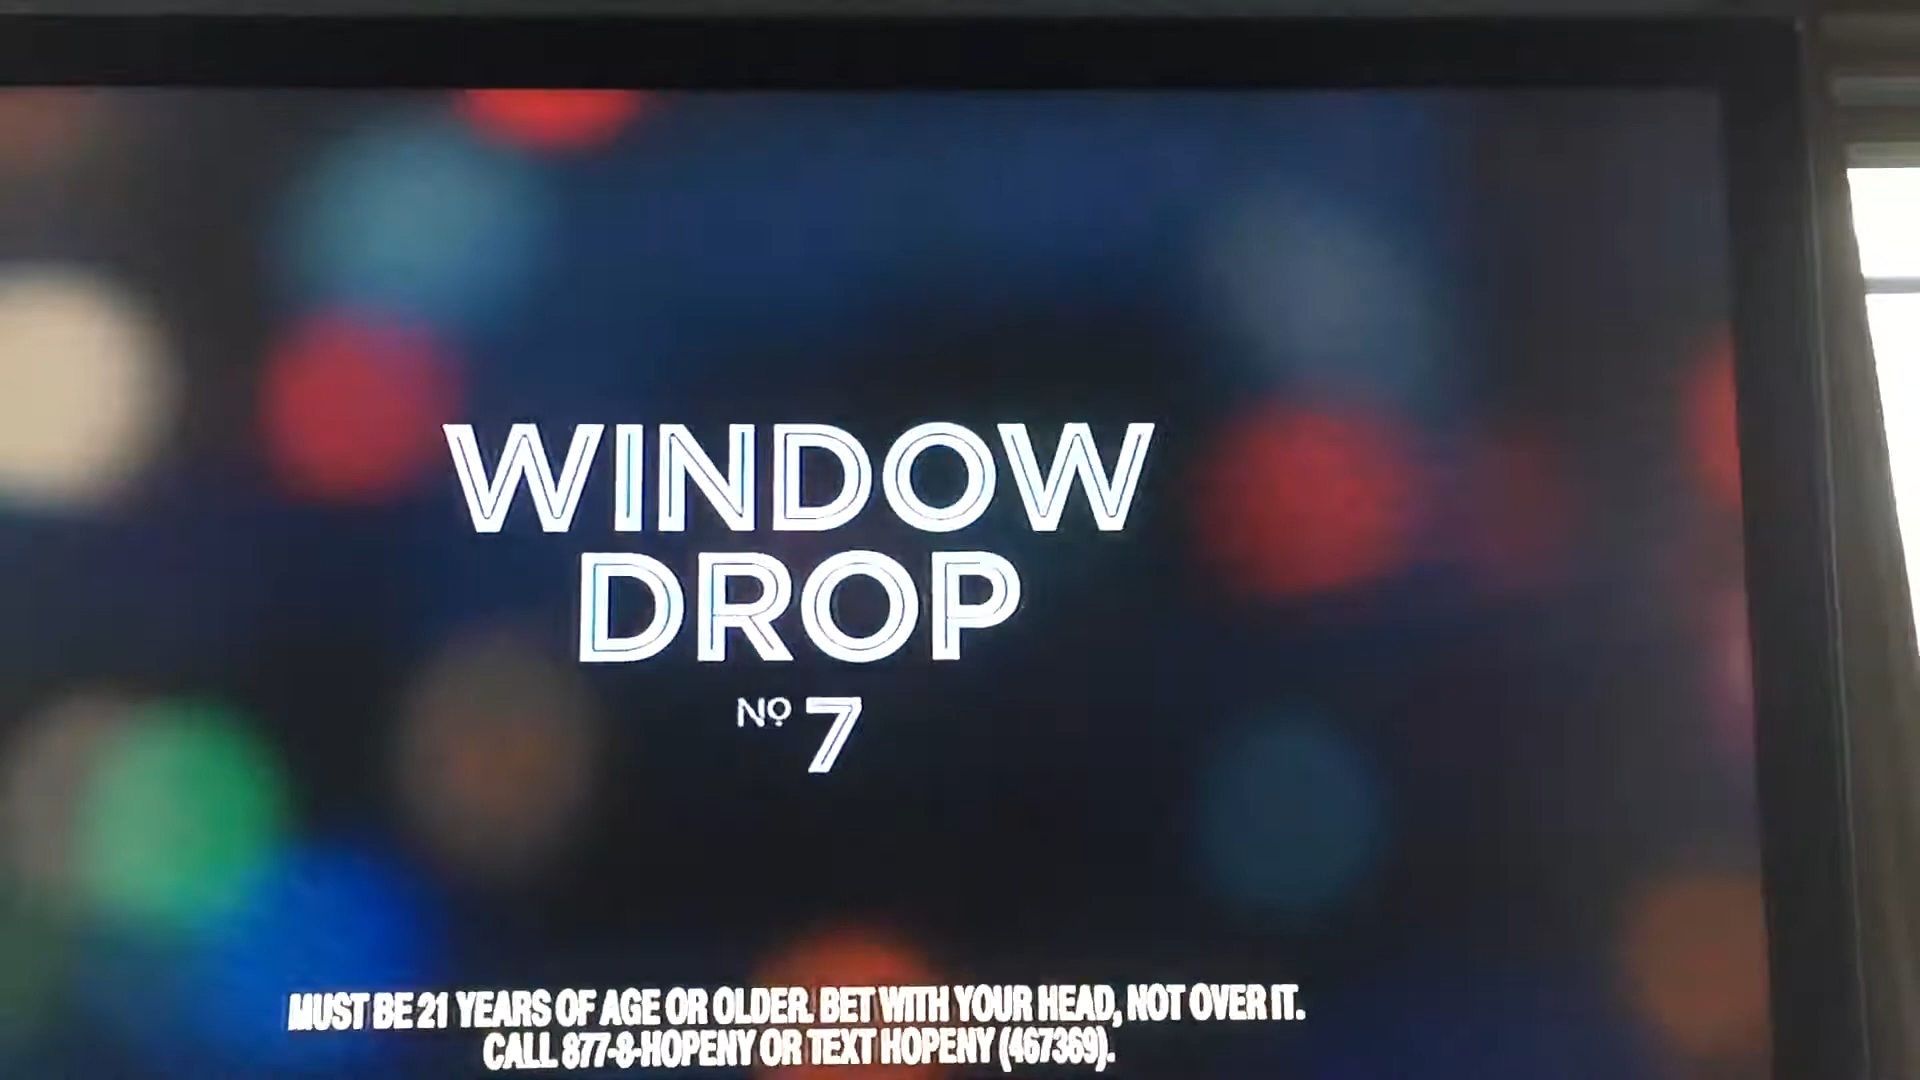 WINDOW
DROP
Nº 7
MUST BE 21 YEARS OF AGE OR OLDER. BET WITH YOUR HEAD, NOT OVER IT.
CALL 877-8-HOPENY OR TEXT HOPENY (467369).